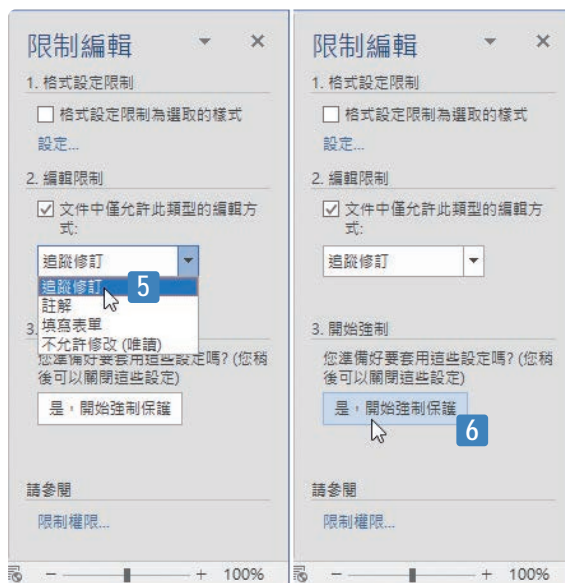 限制編輯
1. 格式設定限制
格式設定限制為選取的樣式
設定...
2. 編輯限制
文件中僅允許此類型的編輯方
式:
追蹤修訂
追蹤修訂
5
註解
填寫表單
不允許修改 (唯讀)
3.
您準備好要套用這些設定嗎? (您稍
後可以關閉這些設定)
是，開始強制保護
請參閱
限制權限...
100%
限制編輯
1. 格式設定限制
格式設定限制為選取的樣式
設定...
2. 編輯限制
文件中僅允許此類型的編輯方
式:
追蹤修訂
3. 開始強制
您準備好要套用這些設定嗎? (您稍
後可以關閉這些設定)
是，開始強制保護
6
請參閱
限制權限...
100%